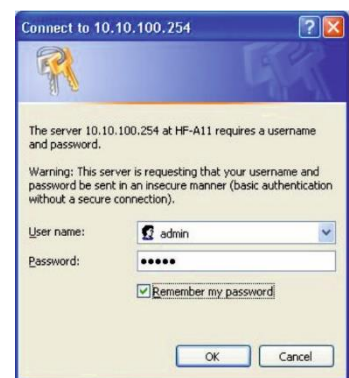 Connect to 10.10.100.254
The server 10.10.100.254 at HF-A11 requires a username
and password.
Warning: This server is requesting that your username and
password be sent in an insecure manner (basic authentication
without a secure connection).
User name:
admin
Password:
•••••
Remember my password
OK
Cancel